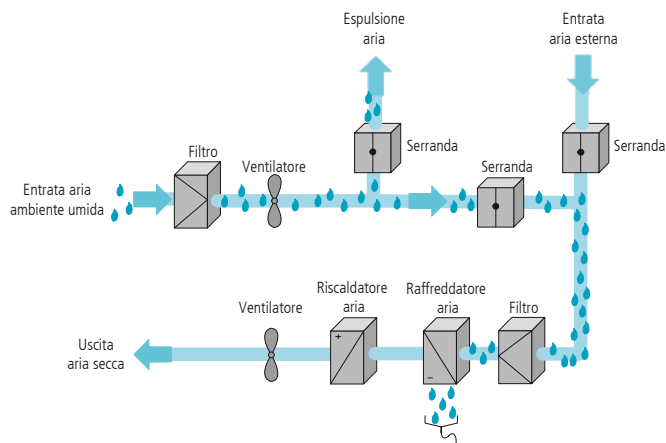 Espulsione
aria
Entrata
aria esterna
Serranda
Serranda
Filtro
Ventilatore
Serranda
Entrata aria
ambiente umida
Riscaldatore
aria
Raffreddatore
aria
Ventilatore
Filtro
Uscita
aria secca
+
–